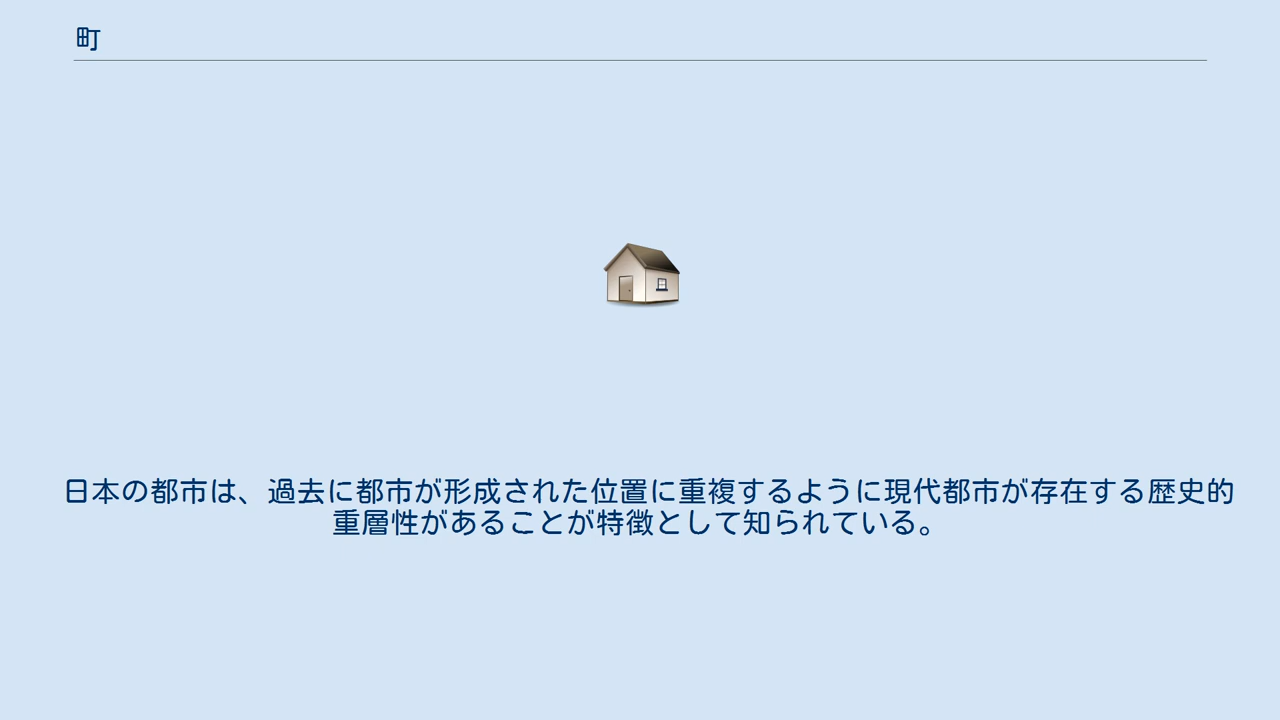 町
日本の都市は、過去に都市が形成された位置に重複するように現代都市が存在する歴史的
重層性があることが特徴として知られている。